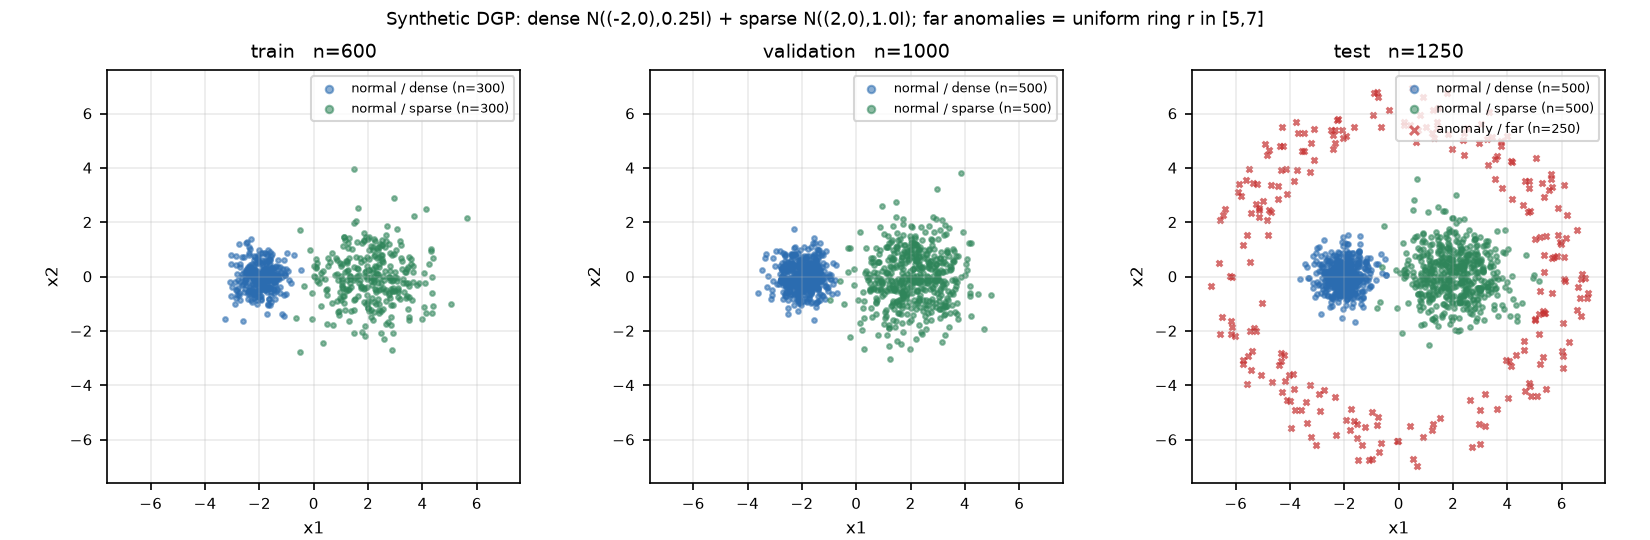 Synthetic DGP: dense N((-2,0),0.25I) + sparse N((2,0),1.0I); far anomalies = uniform ring r in [5,7]
train n=600
normal / dense (n=300)
normal / sparse (n=300)
x2
6
4
2
0
−2
−4
−6
−6 −4 −2 0 2 4 6
x1
validation n=1000
normal / dense (n=500)
normal / sparse (n=500)
x2
6
4
2
0
−2
−4
−6
−6 −4 −2 0 2 4 6
x1
test n=1250
normal / dense (n=500)
normal / sparse (n=500)
anomaly / far (n=250)
x2
6
4
2
0
−2
−4
−6
−6 −4 −2 0 2 4 6
x1